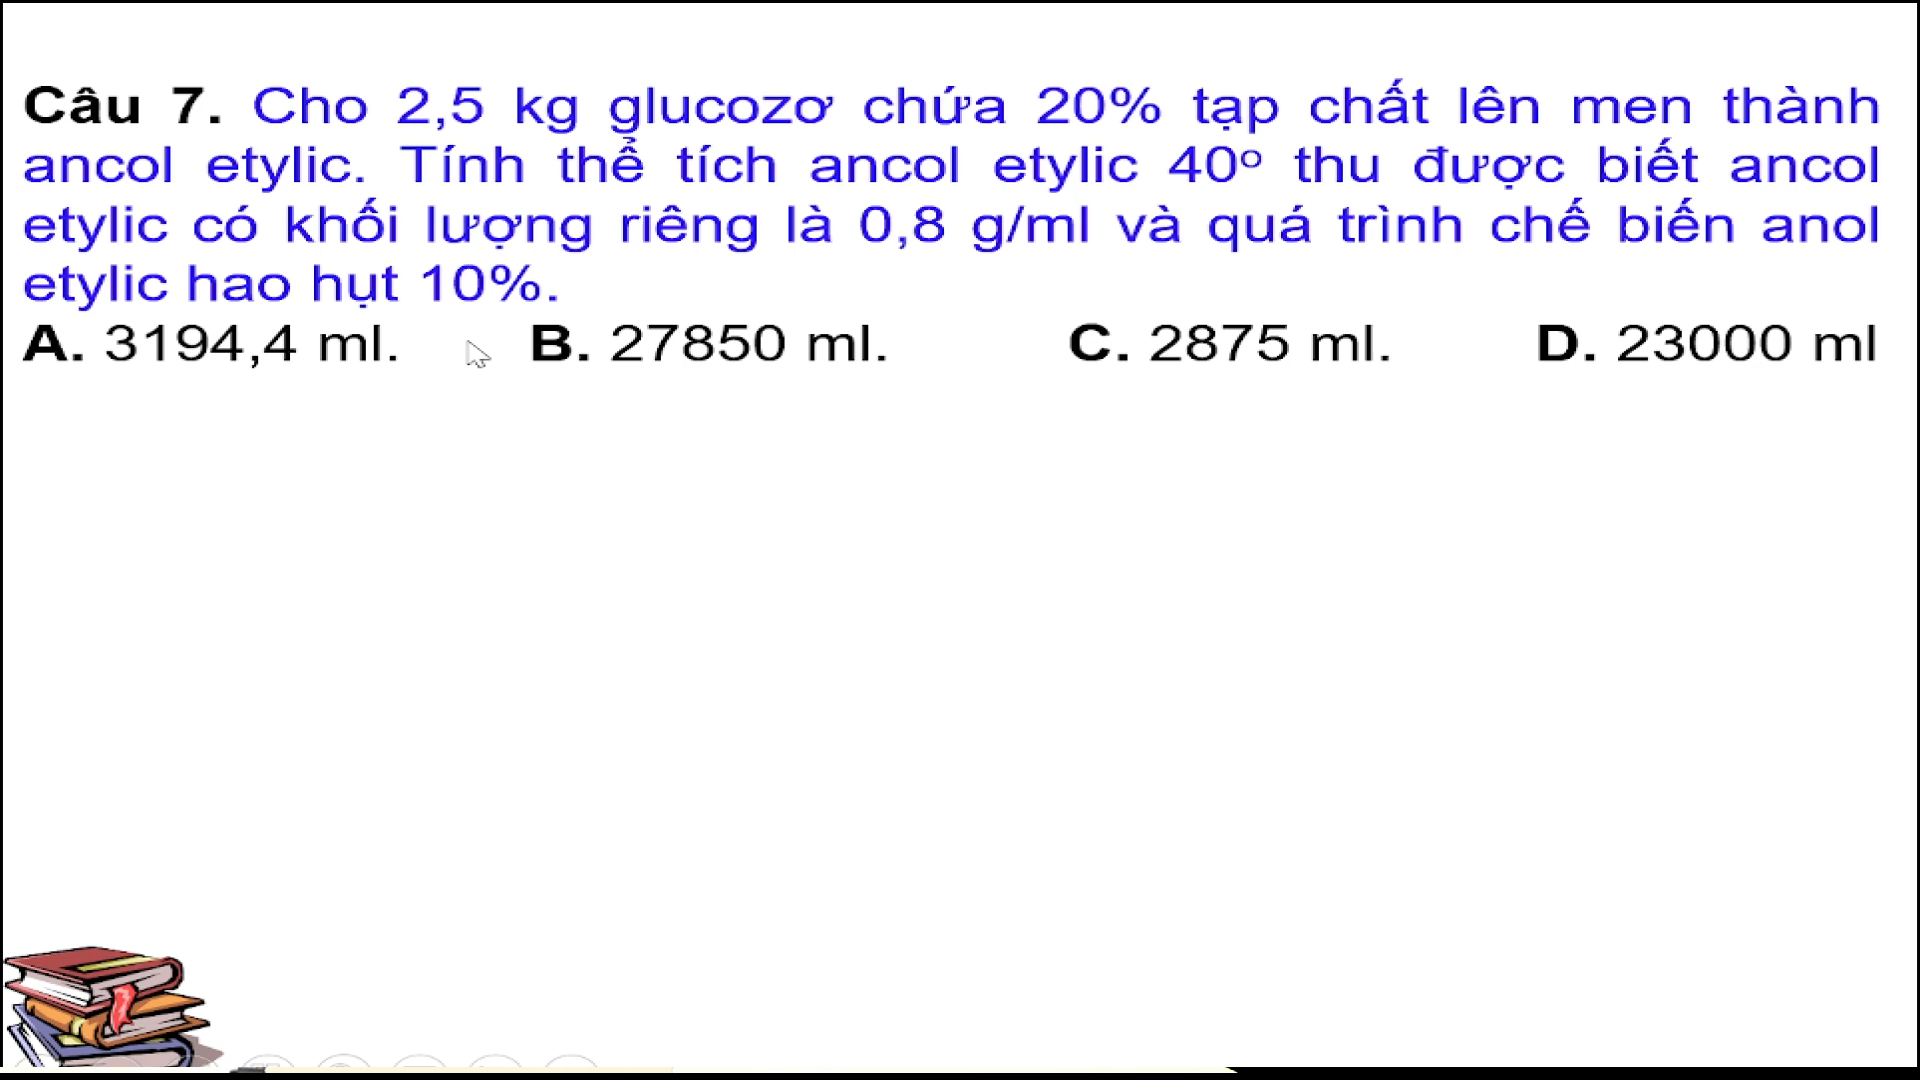 Câu 7. Cho 2,5 kg glucozơ chứa 20% tạp chất lên men thành
ancol etylic. Tính thể tích ancol etylic 40º thu được biết ancol
etylic có khối lượng riêng là 0,8 g/ml và quá trình chế biến anol
etylic hao hụt 10%.
A. 3194,4 ml. B. 27850 ml. C. 2875 ml. D. 23000 ml